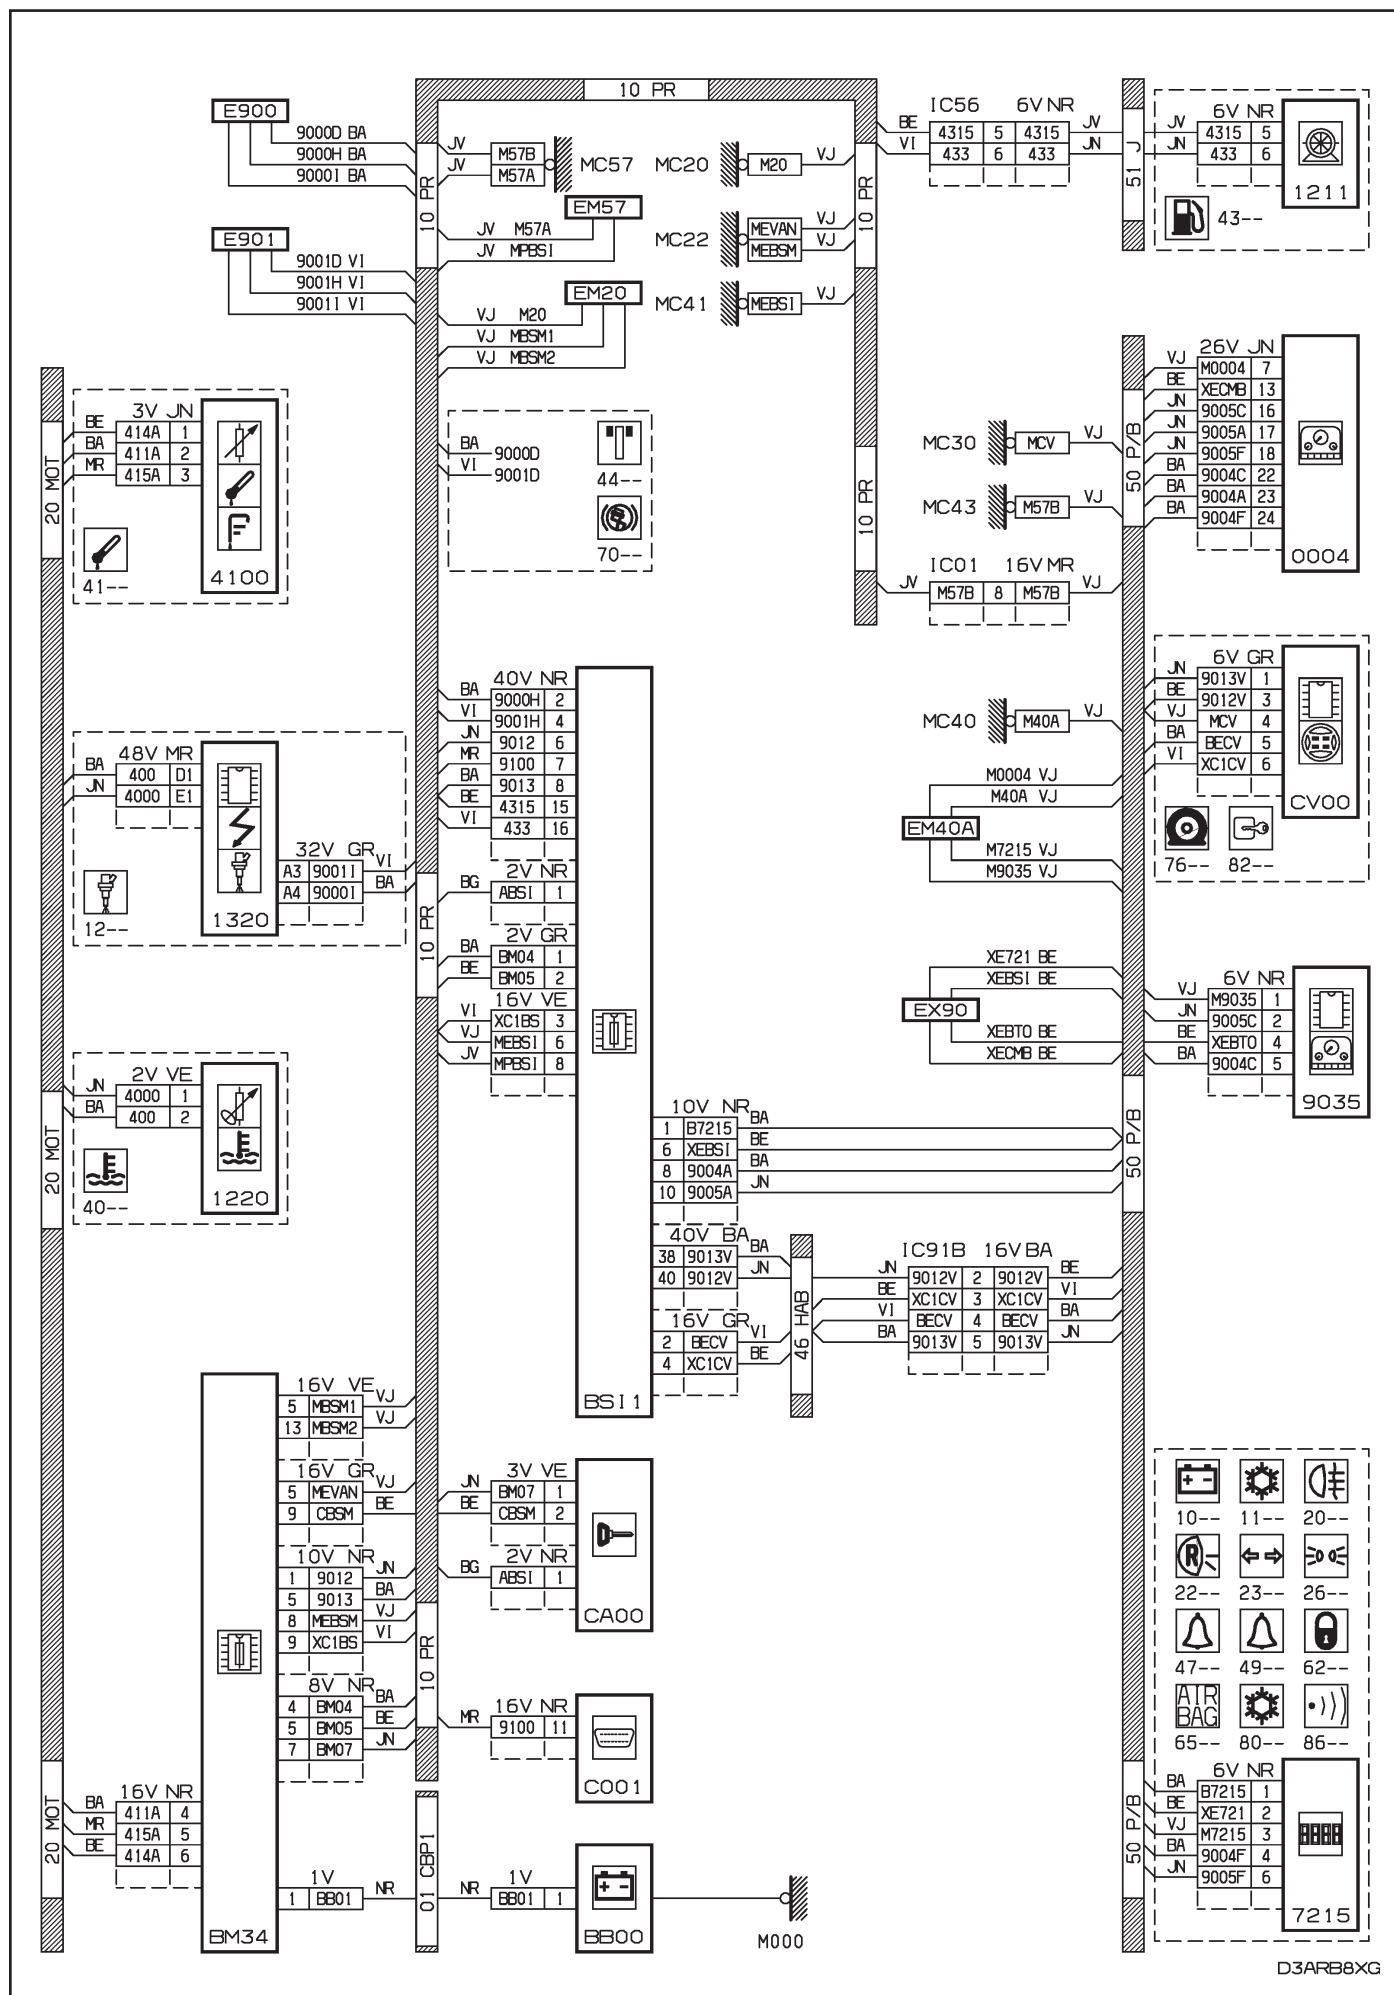 10 PR
E900
9000D BA
9000H BA
9000I BA
E901
9001D VI
9001H VI
9001I VI
10 PR
JV M57B
JV M57A
MC57
EM57
JV M57A
JV MPBSI
EM20
VJ M20
VJ MBSM1
VJ MBSM2
MC20 M20 VJ
MC22
MEVAN VJ
MEBSM VJ
MC41 MEBSI VJ
10 PR
IC56 6V NR
BE 4315 5 4315 JV
VI 433 6 433 JN
51 J
6V NR
JV 4315 5
JN 433 6
1211
43--
20 MOT
3V JN
BE 414A 1
BA 411A 2
MR 415A 3
4100
41--
BA 9000D
VI 9001D
44--
70--
10 PR
MC30 MCV VJ
MC43 M57B VJ
IC01 16V MR
JV M57B 8 M57B VJ
50 P/B
26V JN
VJ M0004 7
BE XECMB 13
JN 9005C 16
JN 9005A 17
JN 9005F 18
BA 9004C 22
BA 9004A 23
BA 9004F 24
0004
48V MR
BA 400 D1
JN 4000 E1
32V GR
A3 9001I VI
A4 9000I BA
1320
12--
10 PR
40V NR
BA 9000H 2
VI 9001H 4
JN 9012 6
MR 9100 7
BA 9013 8
BE 4315 15
VI 433 16
2V NR
BG ABSI 1
2V GR
BA BM04 1
BE BM05 2
16V VE
VI XC1BS 3
VJ MEBSI 6
JV MPBSI 8
MC40 M40A VJ
M0004 VJ
M40A VJ
EM40A
M7215 VJ
M9035 VJ
6V GR
JN 9013V 1
BE 9012V 3
VJ MCV 4
BA BECV 5
VI XC1CV 6
CV00
76--
82--
XE721 BE
XEBSI BE
EX90
XEBTO BE
XECMB BE
6V NR
VJ M9035 1
JN 9005C 2
BE XEBTO 4
BA 9004C 5
9035
20 MOT
2V VE
JN 4000 1
BA 400 2
1220
40--
10V NR
1 B7215 BA
6 XEBSI BE
8 9004A BA
10 9005A JN
50 P/B
40V BA
38 9013V BA
40 9012V JN
16V GR
2 BECV VI
4 XC1CV BE
BSI1
46 HAB
IC91B 16V BA
JN 9012V 2 9012V BE
BE XC1CV 3 XC1CV VI
VI BECV 4 BECV BA
BA 9013V 5 9013V JN
16V VE
5 MBSM1 VJ
13 MBSM2 VJ
16V GR
5 MEVAN VJ
9 CBSM BE
10V NR
1 9012 JN
5 9013 BA
8 MEBSM VJ
9 XC1BS VI
8V NR
4 BM04 BA
5 BM05 BE
7 BM07 JN
10 PR
3V VE
JN BM07 1
BE CBSM 2
2V NR
BG ABSI 1
CA00
16V NR
MR 9100 11
C001
20 MOT
16V NR
BA 411A 4
MR 415A 5
BE 414A 6
1V
1 BB01 NR
BM34
01 CBP1
1V
NR BB01 1
BB00
M000
10--
11--
20--
R
22--
23--
26--
47--
49--
62--
AIR
BAG
65--
80--
86--
50 P/B
6V NR
BA B7215 1
BE XE721 2
VJ M7215 3
BA 9004F 4
JN 9005F 6
7215
D3ARB8XG